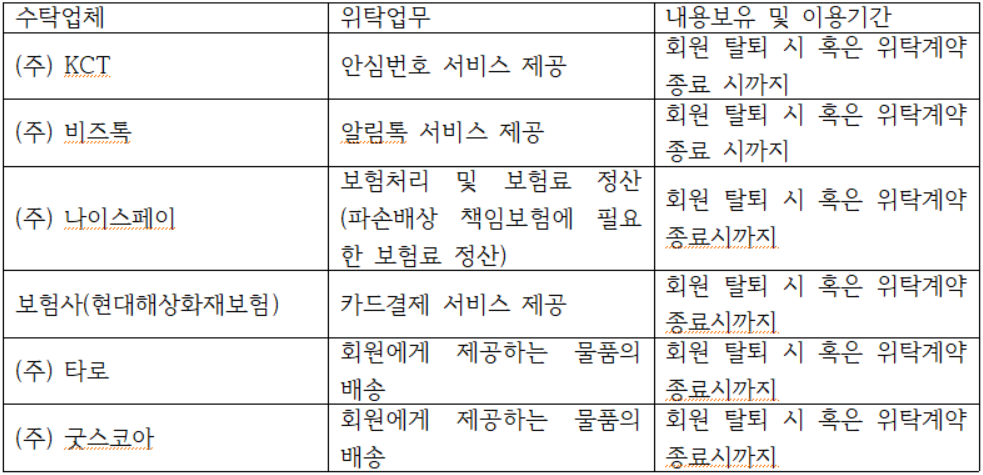 수탁업체 위탁업무 내용보유 및 이용기간
(주) KCT 안심번호 서비스 제공 회원 탈퇴 시 혹은 위탁계약
종료 시까지
(주) 비즈톡 알림톡 서비스 제공 회원 탈퇴 시 혹은 위탁계약
종료 시까지
(주) 나이스페이 보험처리 및 보험료 정산
(파손배상 책임보험에 필요
한 보험료 정산) 회원 탈퇴 시 혹은 위탁계약
종료시까지
보험사(현대해상화재보험) 카드결제 서비스 제공 회원 탈퇴 시 혹은 위탁계약
종료시까지
(주) 타로 회원에게 제공하는 물품의
배송 회원 탈퇴 시 혹은 위탁계약
종료시까지
(주) 굿스코아 회원에게 제공하는 물품의
배송 회원 탈퇴 시 혹은 위탁계약
종료시까지